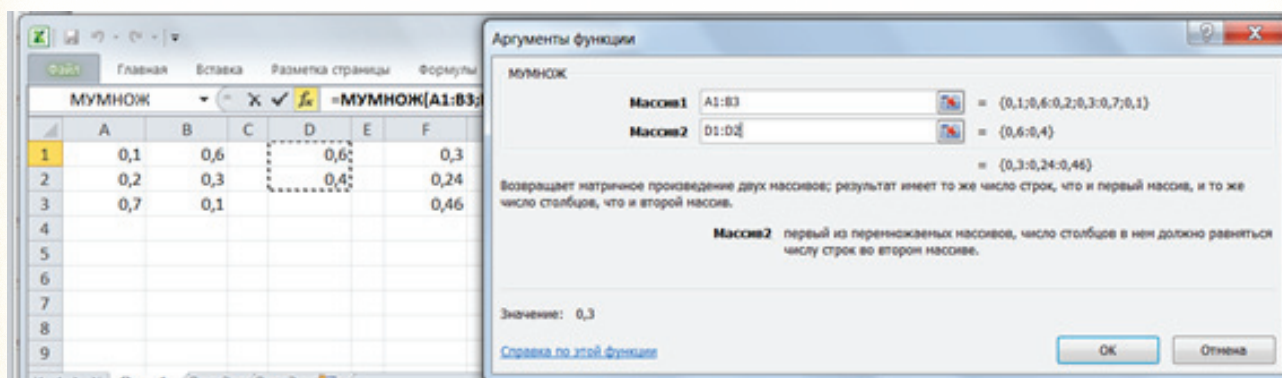 Файл Главная Вставка Разметка страницы Формулы
МУМНОЖ fx =МУМНОЖ(A1:B3;
A B C D E F
1 0,1 0,6 0,6 0,3
2 0,2 0,3 0,4 0,24
3 0,7 0,1 0,46
4
5
6
7
8
9
Аргументы функции
МУМНОЖ
Массив1 A1:B3 = {0,1;0,6:0,2;0,3:0,7;0,1}
Массив2 D1:D2 = {0,6:0,4}
= {0,3:0,24:0,46}
Возвращает матричное произведение двух массивов; результат имеет то же число строк, что и первый массив, и то же
число столбцов, что и второй массив.
Массив2 первый из перемножаемых массивов, число столбцов в нем должно равняться
числу строк во втором массиве.
Значение: 0,3
Справка по этой функции
ОК Отмена